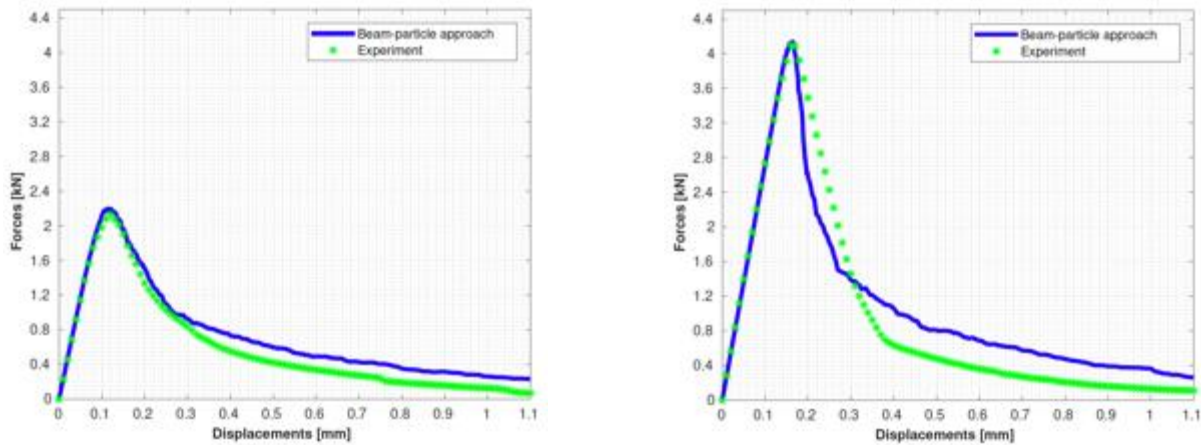 4.4
4
3.6
3.2
2.8
2.4
2
1.6
1.2
0.8
0.4
0
Forces [kN]
Beam-particle approach
Experiment
0 0.1 0.2 0.3 0.4 0.5 0.6 0.7 0.8 0.9 1 1.1
Displacements [mm]
4.4
4
3.6
3.2
2.8
2.4
2
1.6
1.2
0.8
0.4
0
Forces [kN]
Beam-particle approach
Experiment
0 0.1 0.2 0.3 0.4 0.5 0.6 0.7 0.8 0.9 1 1.1
Displacements [mm]